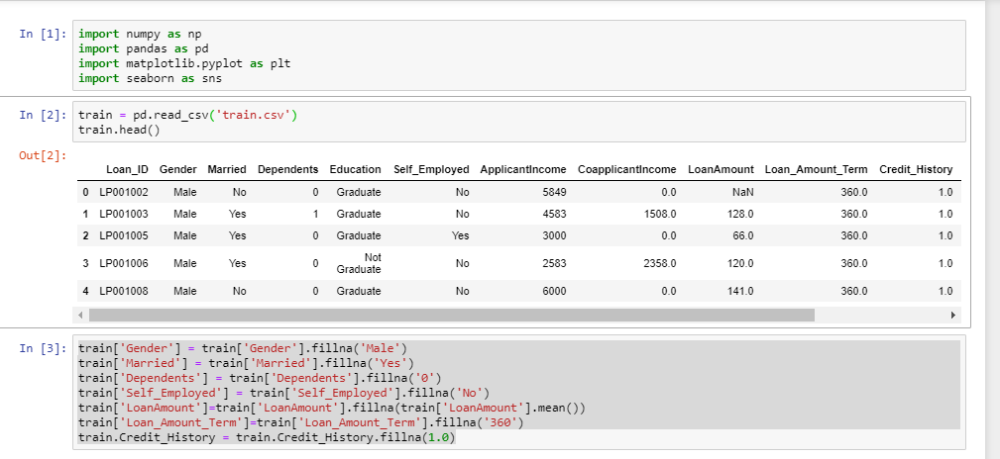 In [1]: import numpy as np
import pandas as pd
import matplotlib.pyplot as plt
import seaborn as sns
In [2]: train = pd.read_csv('train.csv')
train.head()
Out[2]:
Loan_ID Gender Married Dependents Education Self_Employed ApplicantIncome CoapplicantIncome LoanAmount Loan_Amount_Term Credit_History
0 LP001002 Male No 0 Graduate No 5849 0.0 NaN 360.0 1.0
1 LP001003 Male Yes 1 Graduate No 4583 1508.0 128.0 360.0 1.0
2 LP001005 Male Yes 0 Graduate Yes 3000 0.0 66.0 360.0 1.0
3 LP001006 Male Yes 0 Not Graduate No 2583 2358.0 120.0 360.0 1.0
4 LP001008 Male No 0 Graduate No 6000 0.0 141.0 360.0 1.0
In [3]: train['Gender'] = train['Gender'].fillna('Male')
train['Married'] = train['Married'].fillna('Yes')
train['Dependents'] = train['Dependents'].fillna('0')
train['Self_Employed'] = train['Self_Employed'].fillna('No')
train['LoanAmount']=train['LoanAmount'].fillna(train['LoanAmount'].mean())
train['Loan_Amount_Term']=train['Loan_Amount_Term'].fillna('360')
train.Credit_History = train.Credit_History.fillna(1.0)